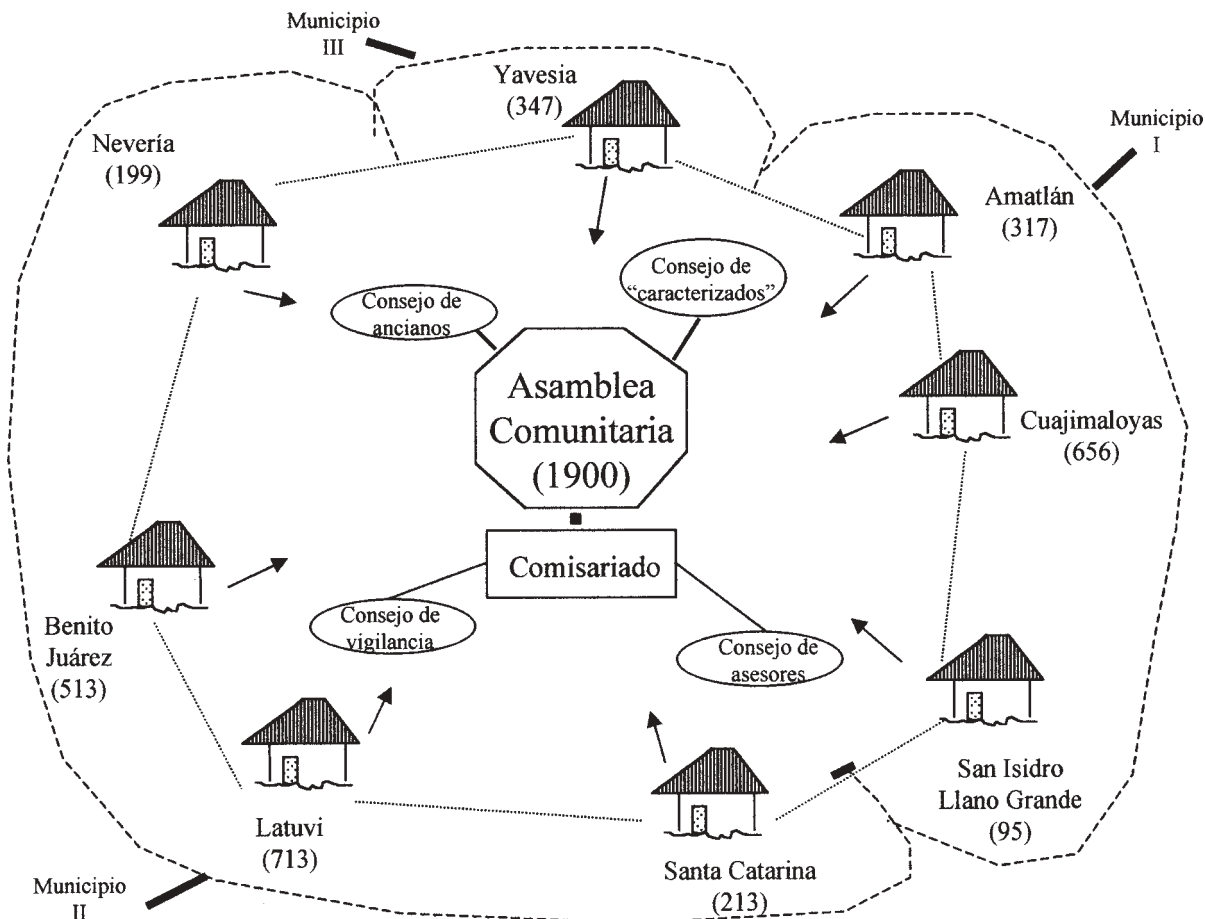 Municipio
III
Yavesia
(347)
Municipio
I
Nevería
(199)
Amatlán
(317)
Consejo de
“caracterizados”
Consejo de
ancianos
Asamblea
Comunitaria
(1900)
Cuajimaloyas
(656)
Comisariado
Consejo de
vigilancia
Consejo de
asesores
Benito
Juárez
(513)
San Isidro
Llano Grande
(95)
Latuvi
(713)
Santa Catarina
(213)
Municipio
II